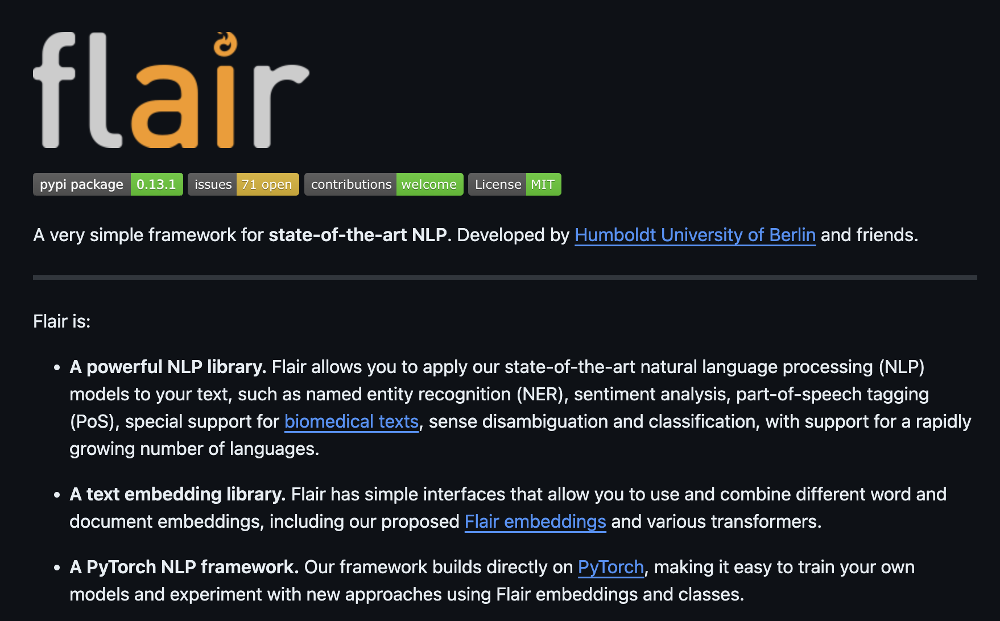 flair
pypi package 0.13.1 issues 71 open contributions welcome License MIT
A very simple framework for state-of-the-art NLP. Developed by Humboldt University of Berlin and friends.
Flair is:
• A powerful NLP library. Flair allows you to apply our state-of-the-art natural language processing (NLP)
models to your text, such as named entity recognition (NER), sentiment analysis, part-of-speech tagging
(PoS), special support for biomedical texts, sense disambiguation and classification, with support for a rapidly
growing number of languages.
• A text embedding library. Flair has simple interfaces that allow you to use and combine different word and
document embeddings, including our proposed Flair embeddings and various transformers.
• A PyTorch NLP framework. Our framework builds directly on PyTorch, making it easy to train your own
models and experiment with new approaches using Flair embeddings and classes.